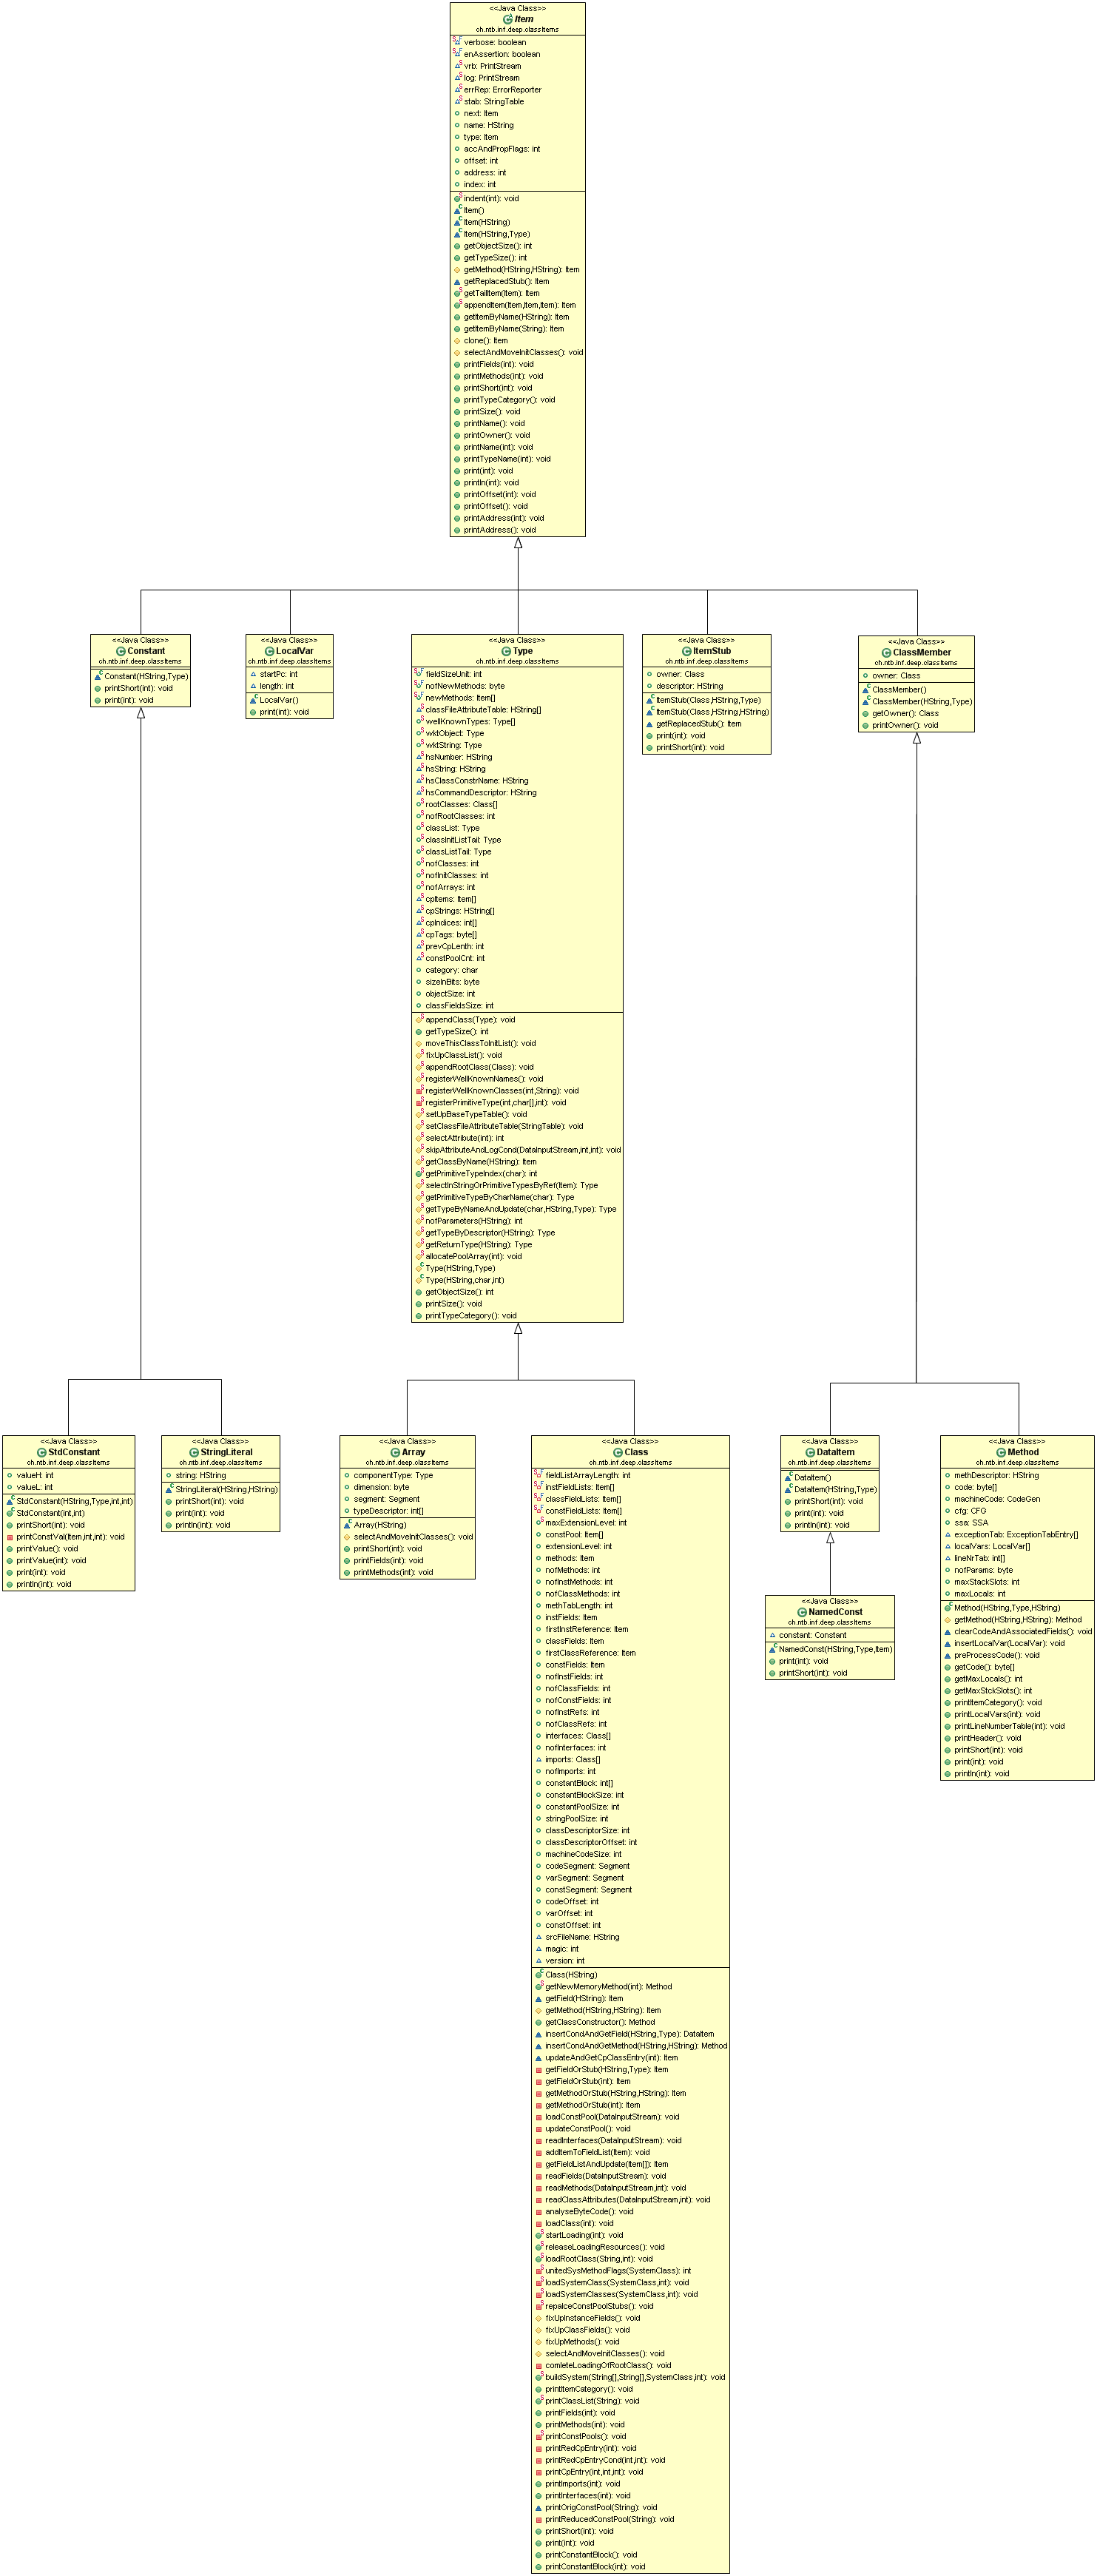 <<Java Class>>
Item
ch.ntb.inf.deep.classItems
verbose: boolean
enAssertion: boolean
vrb: PrintStream
log: PrintStream
errRep: ErrorReporter
stab: StringTable
next: Item
name: HString
type: Item
accAndPropFlags: int
offset: int
address: int
index: int
indent(int): void
Item()
Item(HString)
Item(HString,Type)
getObjectSize(): int
getTypeSize(): int
getMethod(HString,HString): Item
getReplacedStub(): Item
getTailItem(Item): Item
appendItem(Item,Item,Item): Item
getItemByName(HString): Item
getItemByName(String): Item
clone(): Item
selectAndMoveInitClasses(): void
printFields(int): void
printMethods(int): void
printShort(int): void
printTypeCategory(): void
printSize(): void
printName(): void
printOwner(): void
printName(int): void
printTypeName(int): void
print(int): void
println(int): void
printOffset(int): void
printOffset(): void
printAddress(int): void
printAddress(): void
<<Java Class>>
Constant
ch.ntb.inf.deep.classItems
Constant(HString,Type)
printShort(int): void
print(int): void
<<Java Class>>
LocalVar
ch.ntb.inf.deep.classItems
startPc: int
length: int
LocalVar()
print(int): void
<<Java Class>>
Type
ch.ntb.inf.deep.classItems
fieldSizeUnit: int
nofNewMethods: byte
newMethods: Item[]
classFileAttributeTable: HString[]
wellKnownTypes: Type[]
wktObject: Type
wktString: Type
hsNumber: HString
hsString: HString
hsClassConstrName: HString
hsCommandDescriptor: HString
rootClasses: Class[]
nofRootClasses: int
classList: Type
classInitListTail: Type
classListTail: Type
nofClasses: int
nofInitClasses: int
nofArrays: int
cpItems: Item[]
cpStrings: HString[]
cpIndices: int[]
cpTags: byte[]
prevCpLenth: int
constPoolCnt: int
category: char
sizeInBits: byte
objectSize: int
classFieldsSize: int
appendClass(Type): void
getTypeSize(): int
moveThisClassToInitList(): void
fixUpClassList(): void
appendRootClass(Class): void
registerWellKnownNames(): void
registerWellKnownClasses(int,String): void
registerPrimitiveType(int,char[],int): void
setUpBaseTypeTable(): void
setClassFileAttributeTable(StringTable): void
selectAttribute(int): int
skipAttributeAndLogCond(DataInputStream,int,int): void
getClassByName(HString): Item
getPrimitiveTypeIndex(char): int
selectInStringOrPrimitiveTypesByRef(Item): Type
getPrimitiveTypeByCharName(char): Type
getTypeByNameAndUpdate(char,HString,Type): Type
nofParameters(HString): int
getTypeByDescriptor(HString): Type
getReturnType(HString): Type
allocatePoolArray(int): void
Type(HString,Type)
Type(HString,char,int)
getObjectSize(): int
printSize(): void
printTypeCategory(): void
<<Java Class>>
ItemStub
ch.ntb.inf.deep.classItems
owner: Class
descriptor: HString
ItemStub(Class,HString,Type)
ItemStub(Class,HString,HString)
getReplacedStub(): Item
print(int): void
printShort(int): void
<<Java Class>>
ClassMember
ch.ntb.inf.deep.classItems
owner: Class
ClassMember()
ClassMember(HString,Type)
getOwner(): Class
printOwner(): void
<<Java Class>>
StdConstant
ch.ntb.inf.deep.classItems
valueH: int
valueL: int
StdConstant(HString,Type,int,int)
StdConstant(int,int)
printShort(int): void
printConstVal(Item,int,int): void
printValue(): void
printValue(int): void
print(int): void
println(int): void
<<Java Class>>
StringLiteral
ch.ntb.inf.deep.classItems
string: HString
StringLiteral(HString,HString)
printShort(int): void
print(int): void
println(int): void
<<Java Class>>
Array
ch.ntb.inf.deep.classItems
componentType: Type
dimension: byte
segment: Segment
typeDescriptor: int[]
Array(HString)
selectAndMoveInitClasses(): void
printShort(int): void
printFields(int): void
printMethods(int): void
<<Java Class>>
Class
ch.ntb.inf.deep.classItems
fieldListArrayLength: int
instFieldLists: Item[]
classFieldLists: Item[]
constFieldLists: Item[]
maxExtensionLevel: int
constPool: Item[]
extensionLevel: int
methods: Item
nofMethods: int
nofInstMethods: int
nofClassMethods: int
methTabLength: int
instFields: Item
firstInstReference: Item
classFields: Item
firstClassReference: Item
constFields: Item
nofInstFields: int
nofClassFields: int
nofConstFields: int
nofInstRefs: int
nofClassRefs: int
interfaces: Class[]
nofInterfaces: int
imports: Class[]
nofImports: int
constantBlock: int[]
constantBlockSize: int
constantPoolSize: int
stringPoolSize: int
classDescriptorSize: int
classDescriptorOffset: int
machineCodeSize: int
codeSegment: Segment
varSegment: Segment
constSegment: Segment
codeOffset: int
varOffset: int
constOffset: int
srcFileName: HString
magic: int
version: int
Class(HString)
getNewMemoryMethod(int): Method
getField(HString): Item
getMethod(HString,HString): Item
getClassConstructor(): Method
insertCondAndGetField(HString,Type): DataItem
insertCondAndGetMethod(HString,HString): Method
updateAndGetCpClassEntry(int): Item
getFieldOrStub(HString,Type): Item
getFieldOrStub(int): Item
getMethodOrStub(HString,HString): Item
getMethodOrStub(int): Item
loadConstPool(DataInputStream): void
updateConstPool(): void
readInterfaces(DataInputStream): void
addItemToFieldList(Item): void
getFieldListAndUpdate(Item[]): Item
readFields(DataInputStream): void
readMethods(DataInputStream,int): void
readClassAttributes(DataInputStream,int): void
analyseByteCode(): void
loadClass(int): void
startLoading(int): void
releaseLoadingResources(): void
loadRootClass(String,int): void
unitedSysMethodFlags(SystemClass): int
loadSystemClass(SystemClass,int): void
loadSystemClasses(SystemClass,int): void
repalceConstPoolStubs(): void
fixUpInstanceFields(): void
fixUpClassFields(): void
fixUpMethods(): void
selectAndMoveInitClasses(): void
comleteLoadingOfRootClass(): void
buildSystem(String[],String[],SystemClass,int): void
printItemCategory(): void
printClassList(String): void
printFields(int): void
printMethods(int): void
printConstPools(): void
printRedCpEntry(int): void
printRedCpEntryCond(int,int): void
printCpEntry(int,int,int): void
printImports(int): void
printInterfaces(int): void
printOrigConstPool(String): void
printReducedConstPool(String): void
printShort(int): void
print(int): void
printConstantBlock(): void
printConstantBlock(int): void
<<Java Class>>
DataItem
ch.ntb.inf.deep.classItems
DataItem()
DataItem(HString,Type)
printShort(int): void
print(int): void
println(int): void
<<Java Class>>
NamedConst
ch.ntb.inf.deep.classItems
constant: Constant
NamedConst(HString,Type,Item)
print(int): void
printShort(int): void
<<Java Class>>
Method
ch.ntb.inf.deep.classItems
methDescriptor: HString
code: byte[]
machineCode: CodeGen
cfg: CFG
ssa: SSA
exceptionTab: ExceptionTabEntry[]
localVars: LocalVar[]
lineNrTab: int[]
nofParams: byte
maxStackSlots: int
maxLocals: int
Method(HString,Type,HString)
getMethod(HString,HString): Method
clearCodeAndAssociatedFields(): void
insertLocalVar(LocalVar): void
preProcessCode(): void
getCode(): byte[]
getMaxLocals(): int
getMaxStckSlots(): int
printItemCategory(): void
printLocalVars(int): void
printLineNumberTable(int): void
printHeader(): void
printShort(int): void
print(int): void
println(int): void